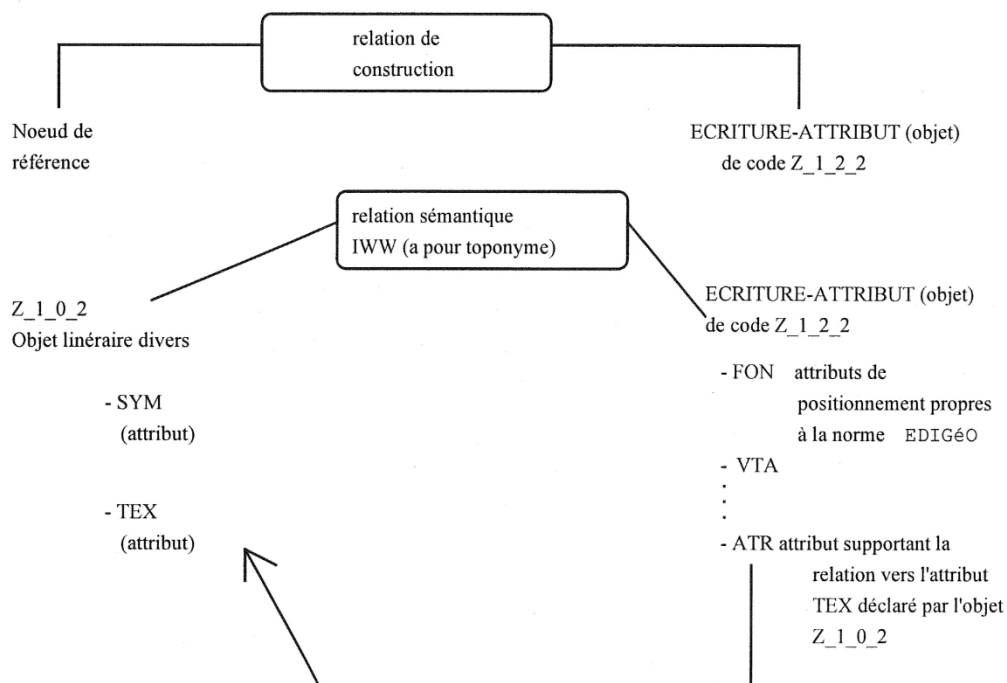 relation de
construction
Noeud de
référence
ECRITURE-ATTRIBUT (objet)
de code Z_1_2_2
relation sémantique
IWW (a pour toponyme)
Z_1_0_2
Objet linéraire divers
ECRITURE-ATTRIBUT (objet)
de code Z_1_2_2
- SYM
(attribut)
- TEX
(attribut)
- FON attributs de
positionnement propres
à la norme EDIGéO
- VTA
.
.
.
- ATR attribut supportant la
relation vers l'attribut
TEX déclaré par l'objet
Z_1_0_2